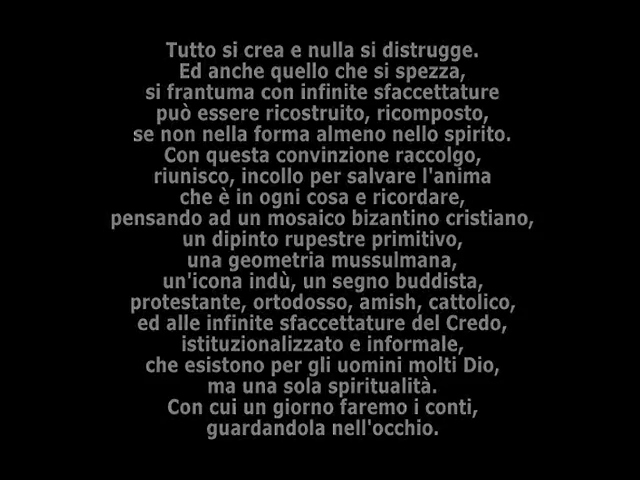 Tutto si crea e nulla si distrugge.
Ed anche quello che si spezza,
si frantuma con infinite sfaccettature
può essere ricostruito, ricomposto,
se non nella forma almeno nello spirito.
Con questa convinzione raccolgo,
riunisco, incollo per salvare l'anima
che è in ogni cosa e ricordare,
pensando ad un mosaico bizantino cristiano,
un dipinto rupestre primitivo,
una geometria mussulmana,
un'icona indù, un segno buddista,
protestante, ortodosso, amish, cattolico,
ed alle infinite sfaccettature del Credo,
istituzionalizzato e informale,
che esistono per gli uomini molti Dio,
ma una sola spiritualità.
Con cui un giorno faremo i conti,
guardandola nell'occhio.